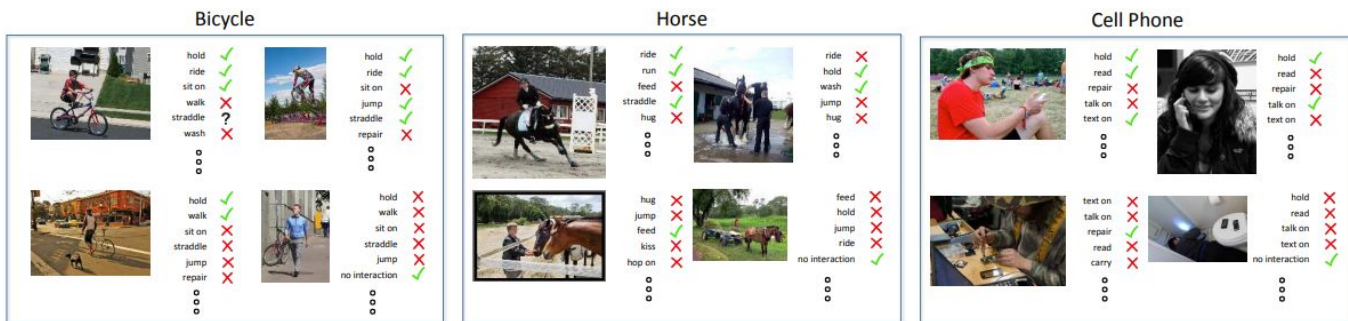 Bicycle
hold ✓
ride ✓
sit on ✓
walk ✗
straddle ?
wash ✗
hold ✓
ride ✓
sit on ✗
jump ✓
straddle ✓
repair ✗
hold ✓
walk ✓
sit on ✗
straddle ✗
jump ✗
repair ✗
hold ✗
walk ✗
sit on ✗
straddle ✗
jump ✗
no interaction ✓
Horse
ride ✓
run ✓
feed ✗
straddle ✓
hug ✗
ride ✗
hold ✓
wash ✓
jump ✗
hug ✗
hug ✗
jump ✗
feed ✓
kiss ✗
hop on ✗
feed ✗
hold ✗
jump ✗
ride ✗
no interaction ✓
Cell Phone
hold ✓
read ✓
repair ✗
talk on ✗
text on ✓
hold ✓
read ✗
repair ✗
talk on ✓
text on ✗
text on ✗
talk on ✗
repair ✓
read ✗
carry ✗
hold ✗
read ✗
talk on ✗
text on ✗
no interaction ✓